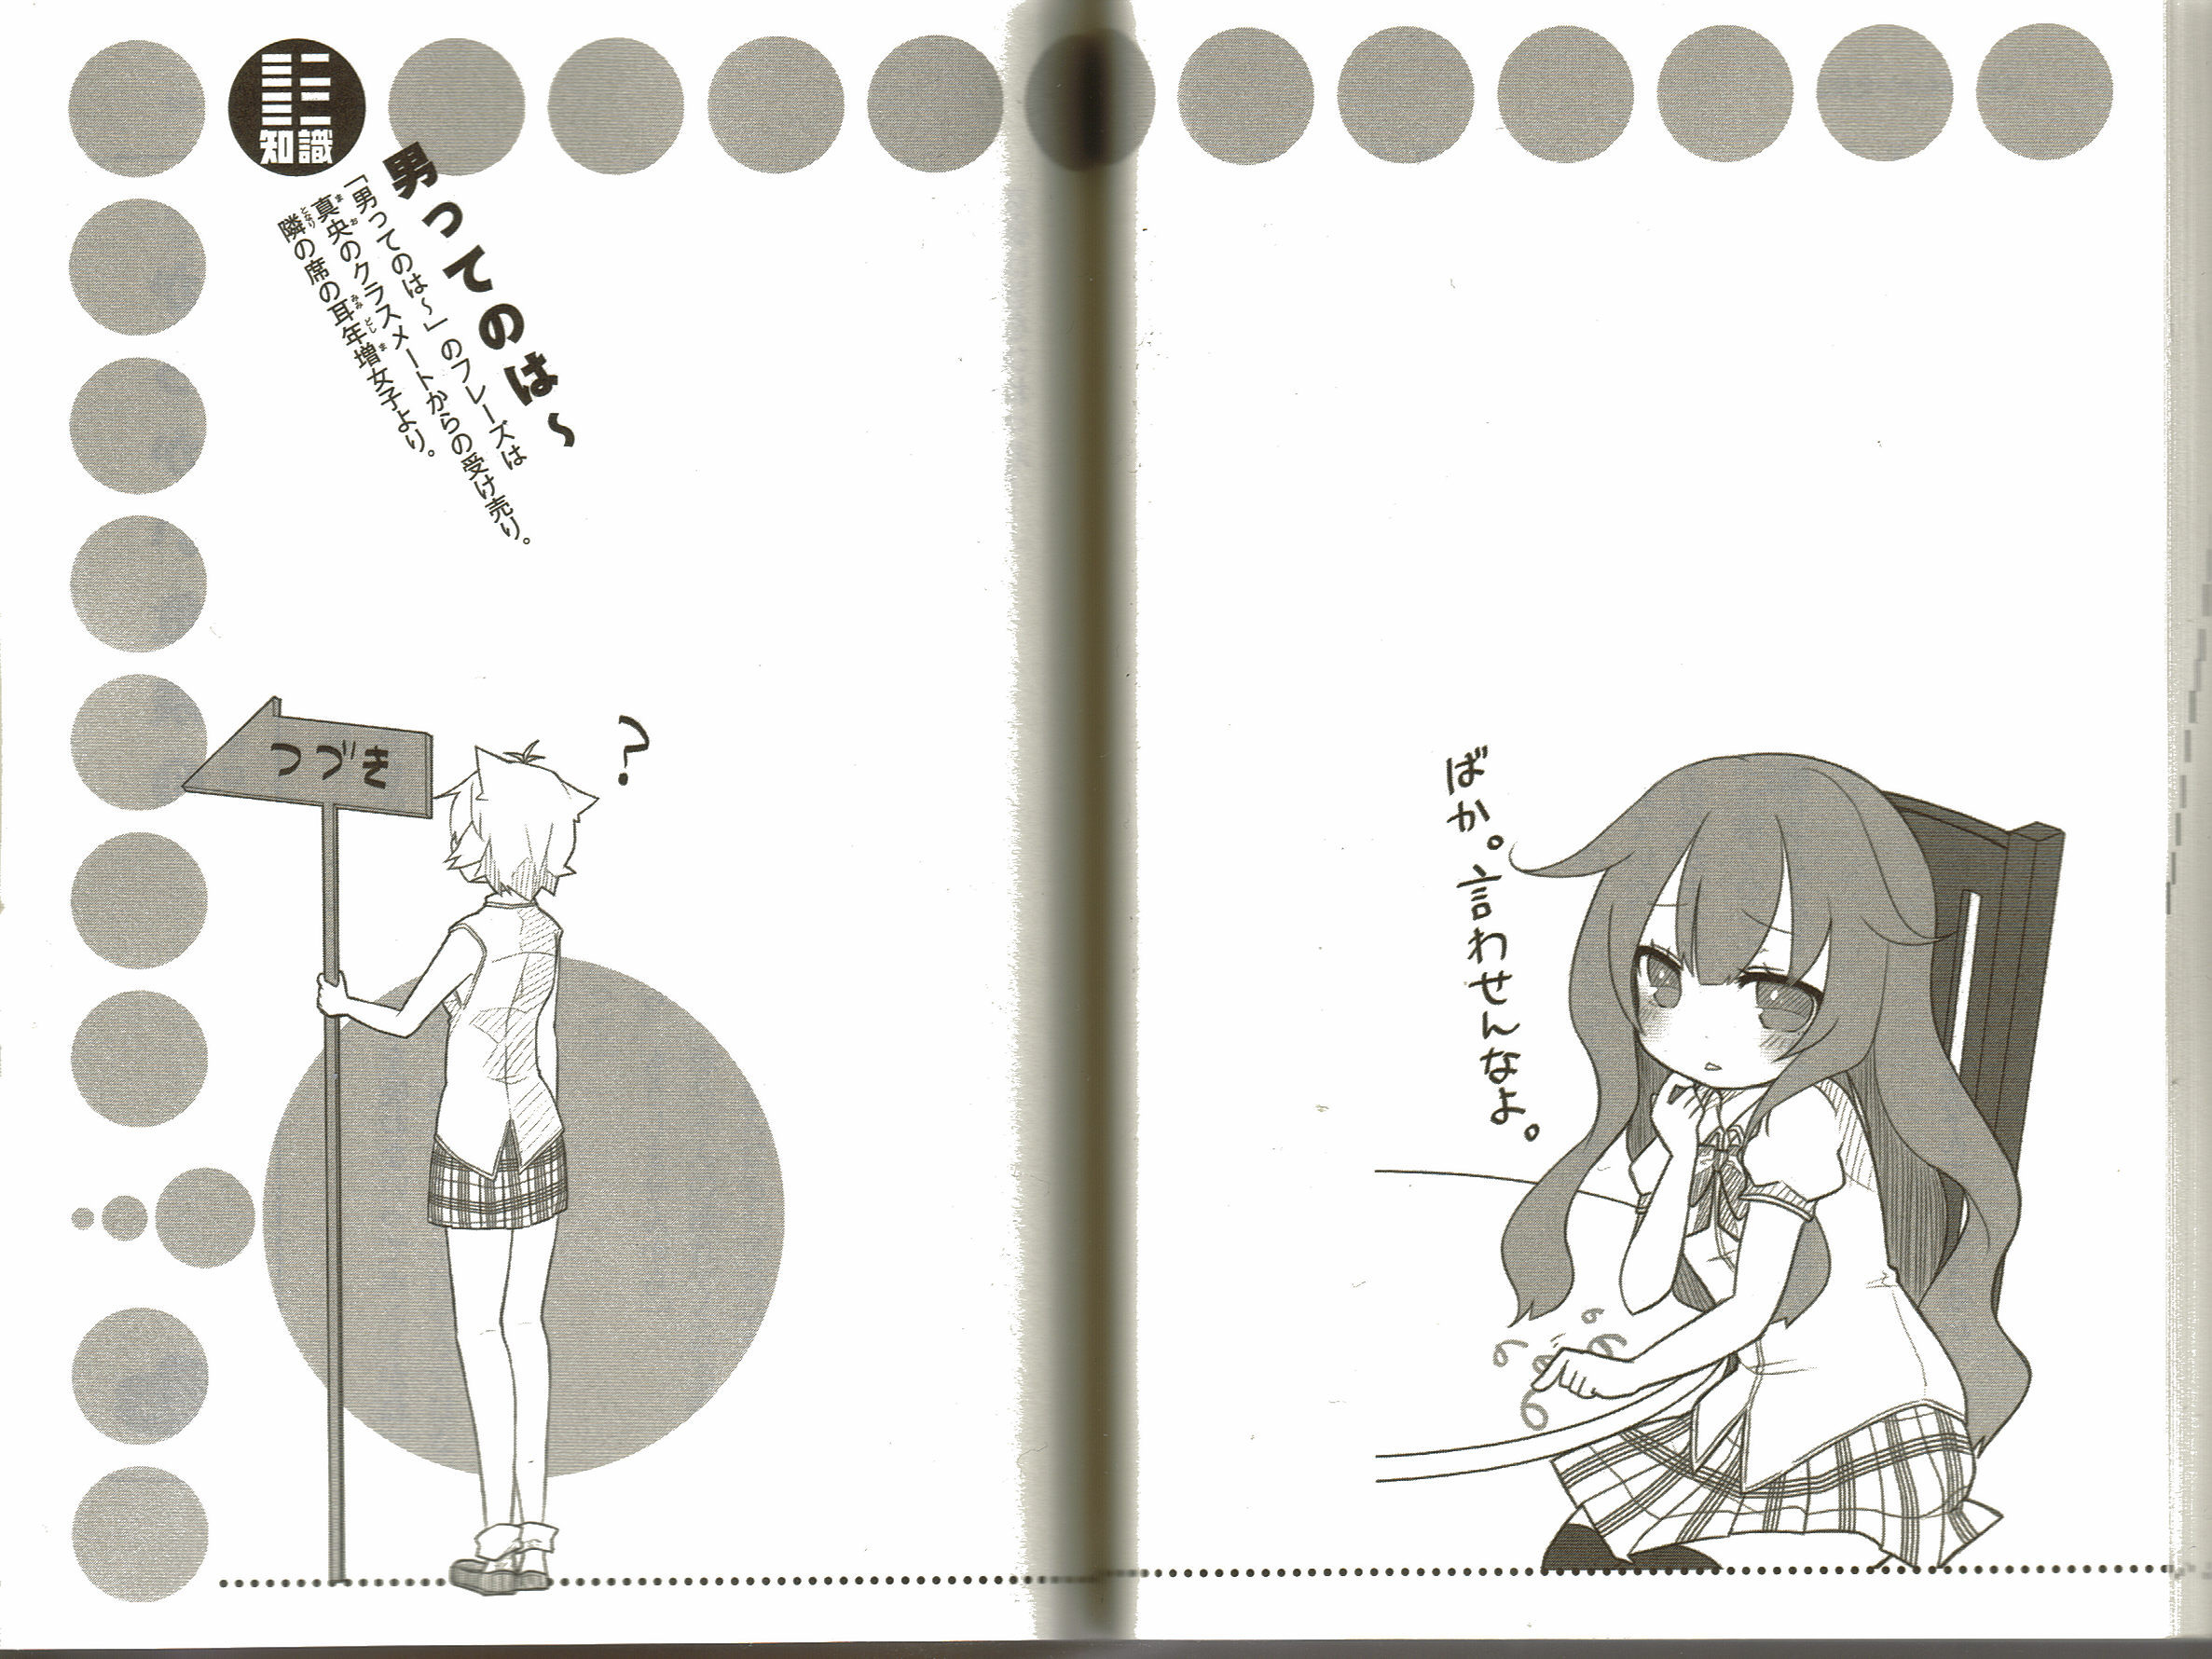 ばか。言わせんなよ。
男ってのは～
「男ってのは～」のフレーズは
真央のクラスメートからの受け売り。
隣の席の耳年増女子より。
知識
?
つづき